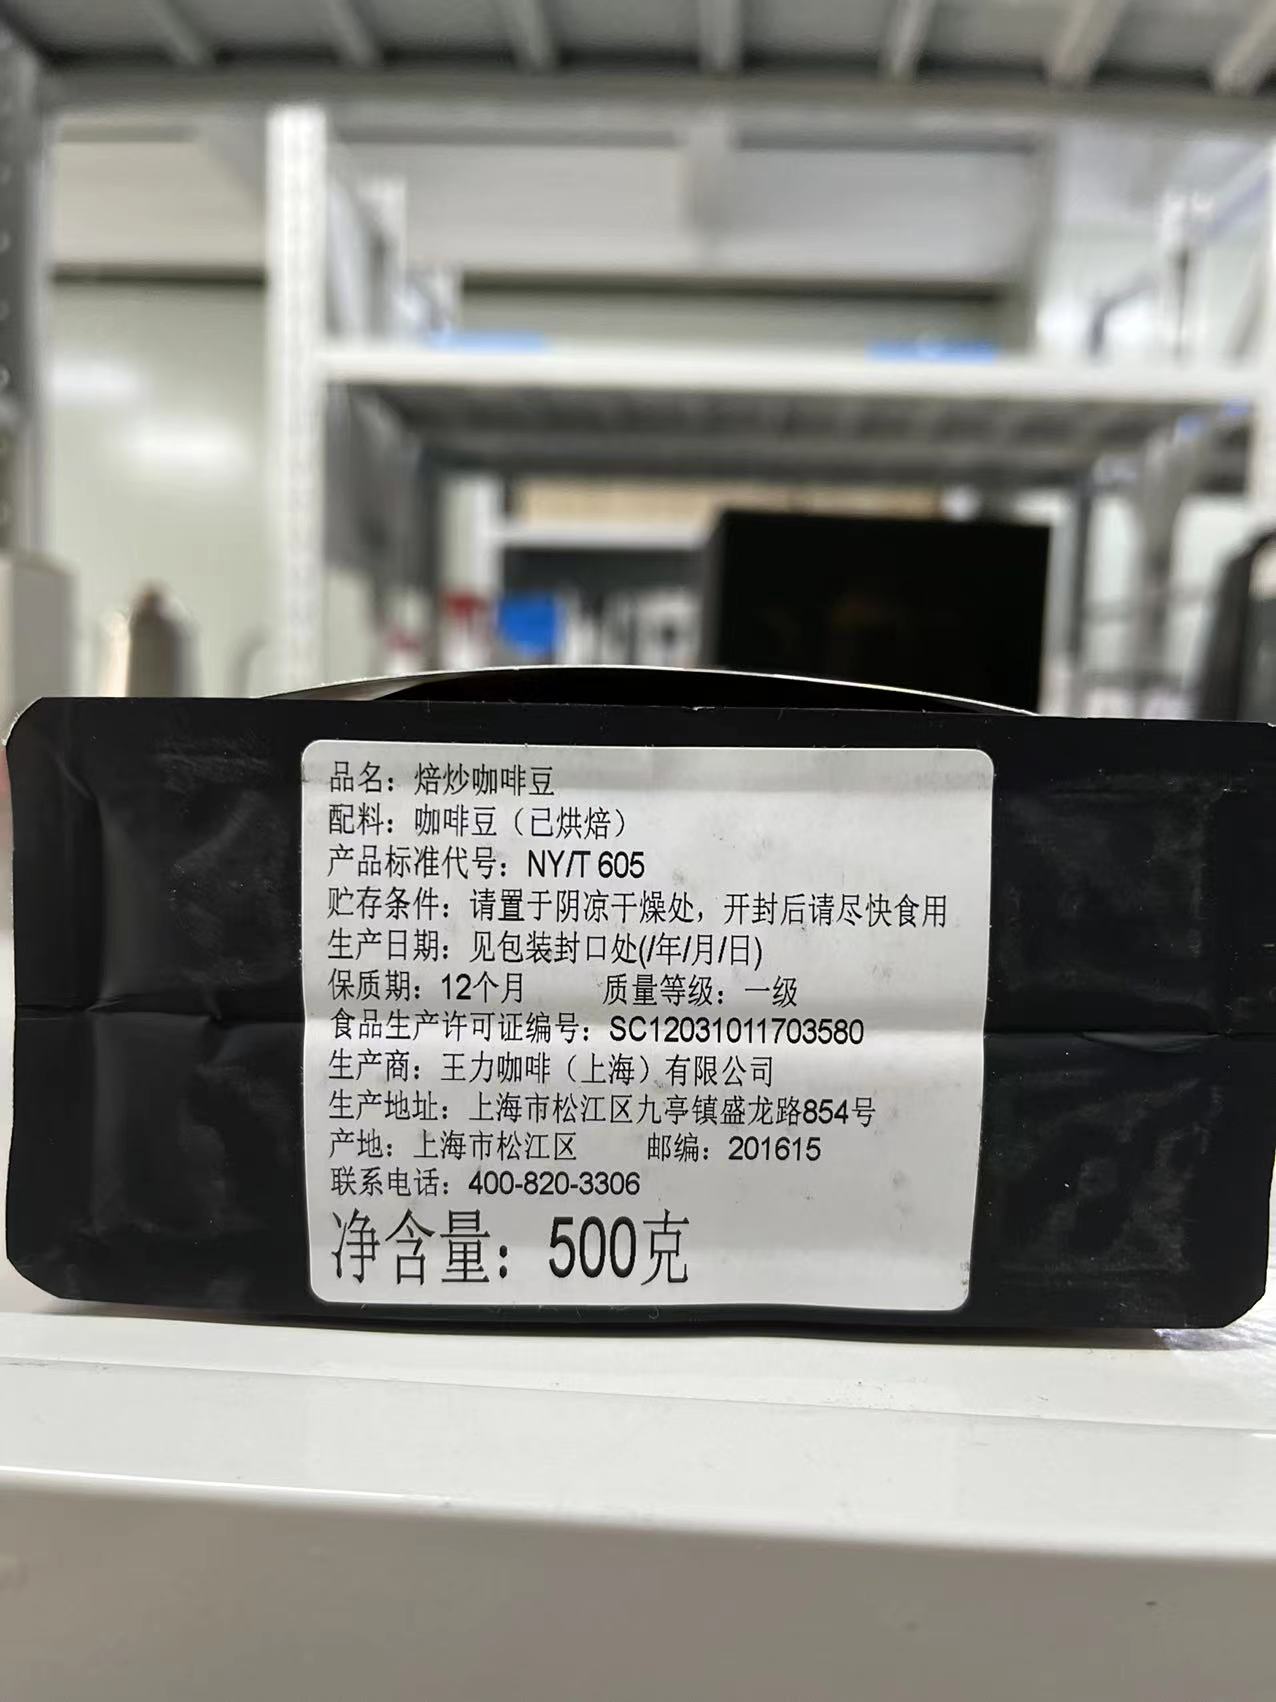 品名：焙炒咖啡豆
配料：咖啡豆（已烘焙）
产品标准代号：NY/T 605
贮存条件：请置于阴凉干燥处，开封后请尽快食用
生产日期：见包装封口处(/年/月/日)
保质期：12个月 质量等级：一级
食品生产许可证编号：SC12031011703580
生产商：王力咖啡（上海）有限公司
生产地址：上海市松江区九亭镇盛龙路854号
产地：上海市松江区 邮编：201615
联系电话：400-820-3306
净含量：500克